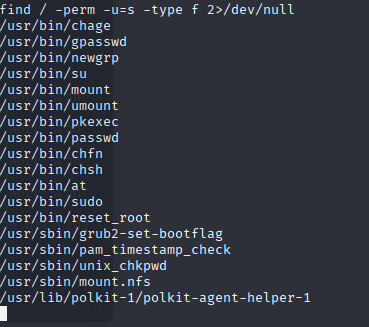 find / -perm -u=s -type f 2>/dev/null
/usr/bin/chage
/usr/bin/gpasswd
/usr/bin/newgrp
/usr/bin/su
/usr/bin/mount
/usr/bin/umount
/usr/bin/pkexec
/usr/bin/passwd
/usr/bin/chfn
/usr/bin/chsh
/usr/bin/at
/usr/bin/sudo
/usr/bin/reset_root
/usr/sbin/grub2-set-bootflag
/usr/sbin/pam_timestamp_check
/usr/sbin/unix_chkpwd
/usr/sbin/mount.nfs
/usr/lib/polkit-1/polkit-agent-helper-1